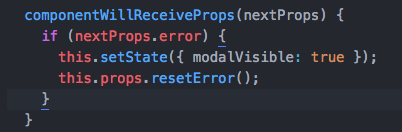 componentWillReceiveProps(nextProps) {
if (nextProps.error) {
this.setState({ modalVisible: true });
this.props.resetError();
}
}